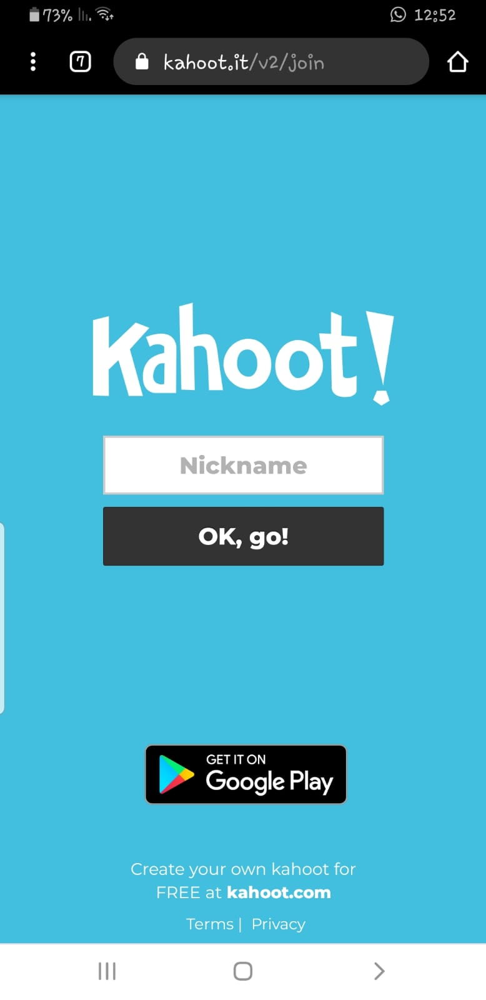 73% 12:52
7 kahoot.it/v2/join
Kahoot!
Nickname
OK, go!
GET IT ON
Google Play
Create your own kahoot for
FREE at kahoot.com
Terms | Privacy